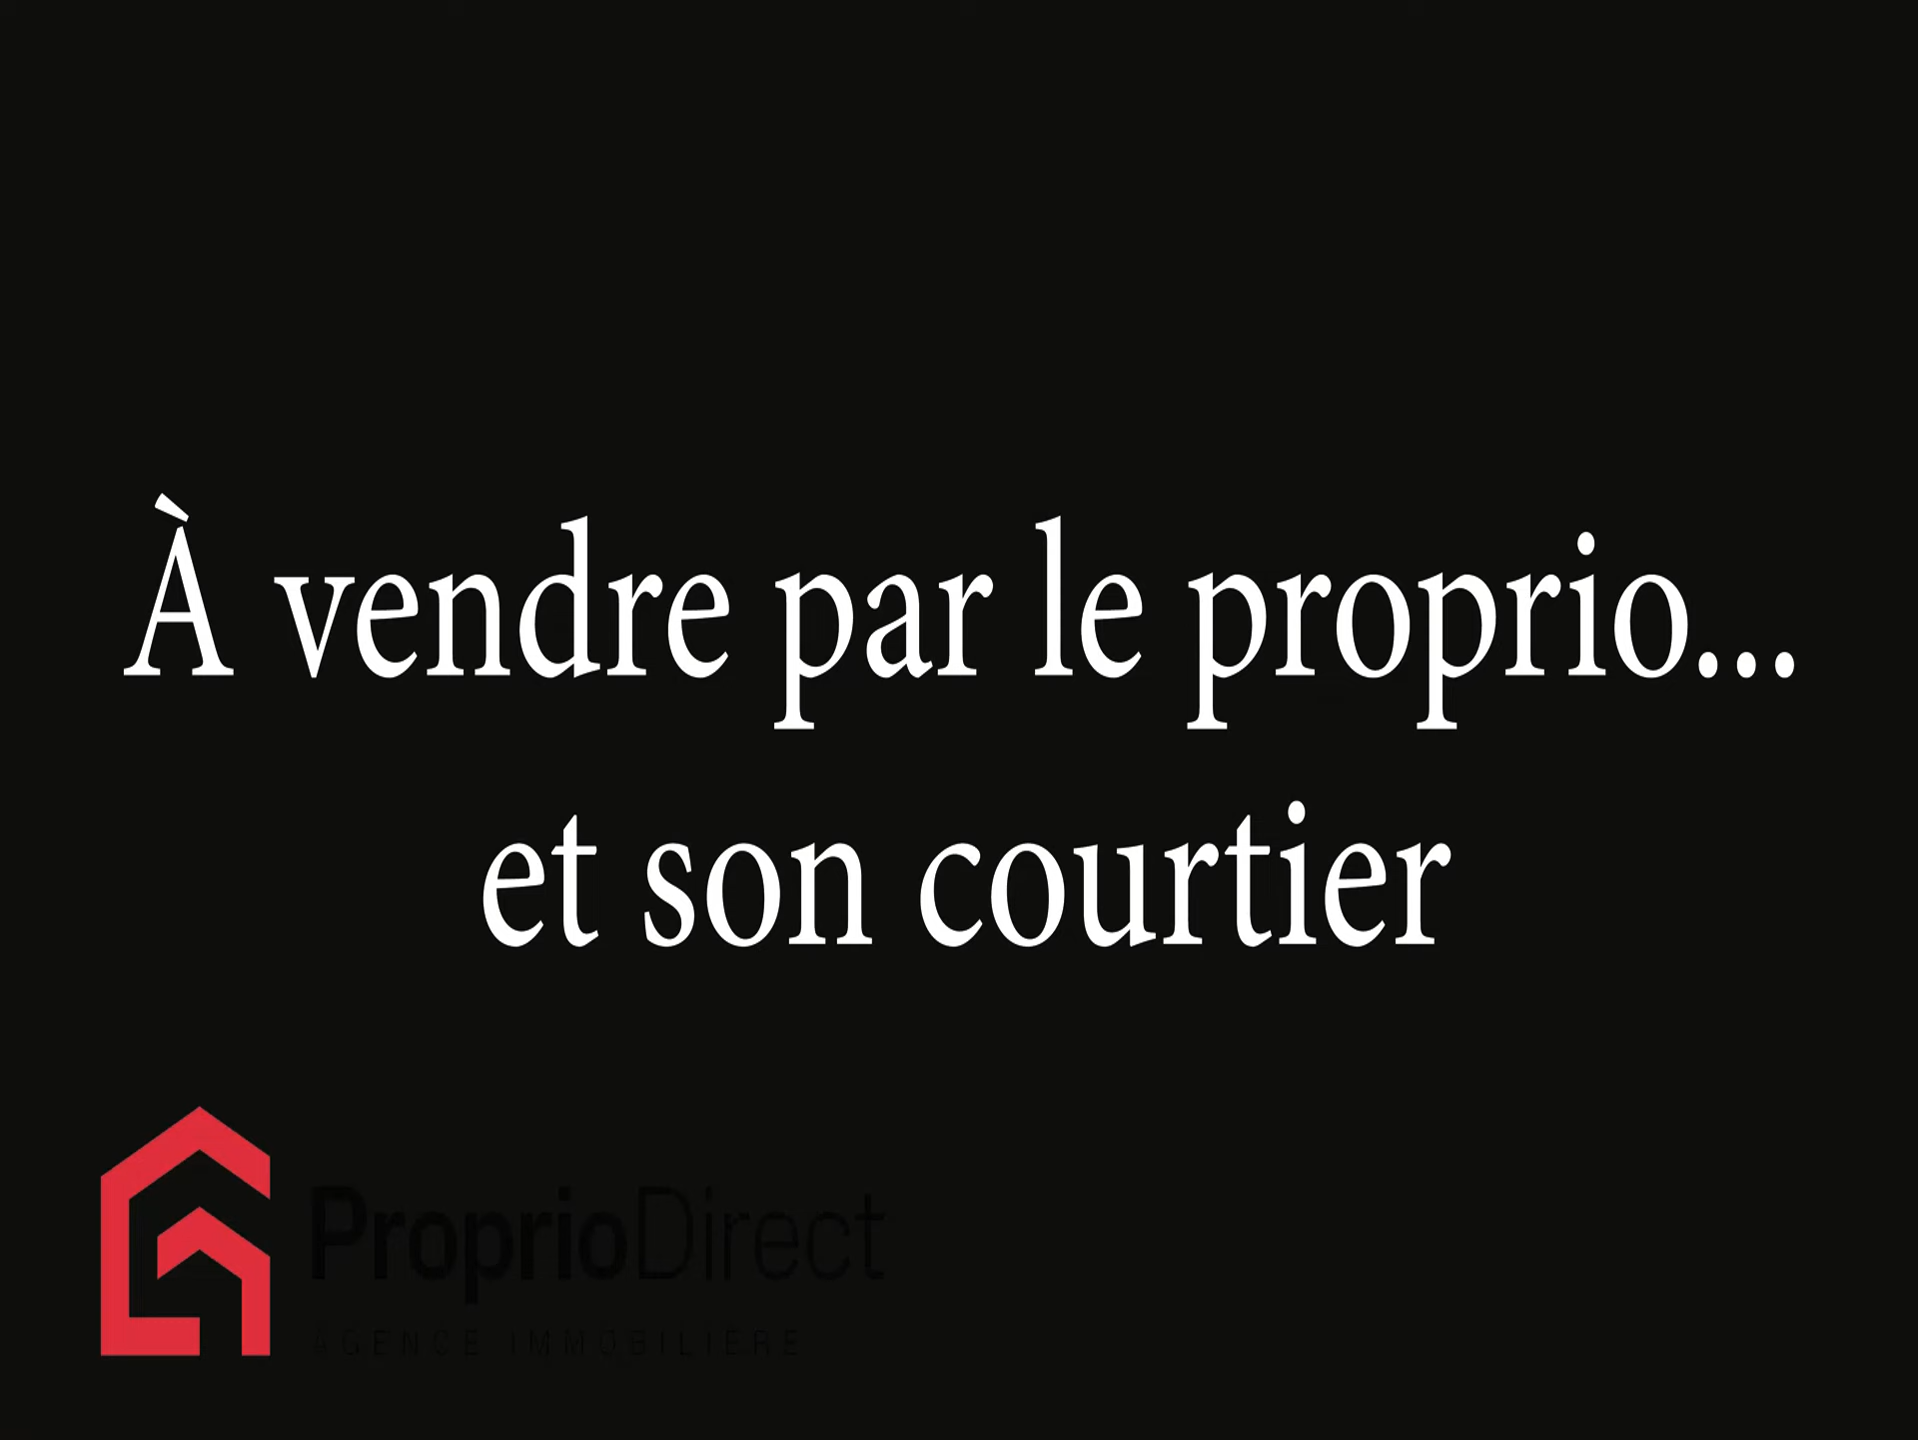 À vendre par le proprio...
et son courtier
ProprioDirect
AGENCE IMMOBILIÈRE